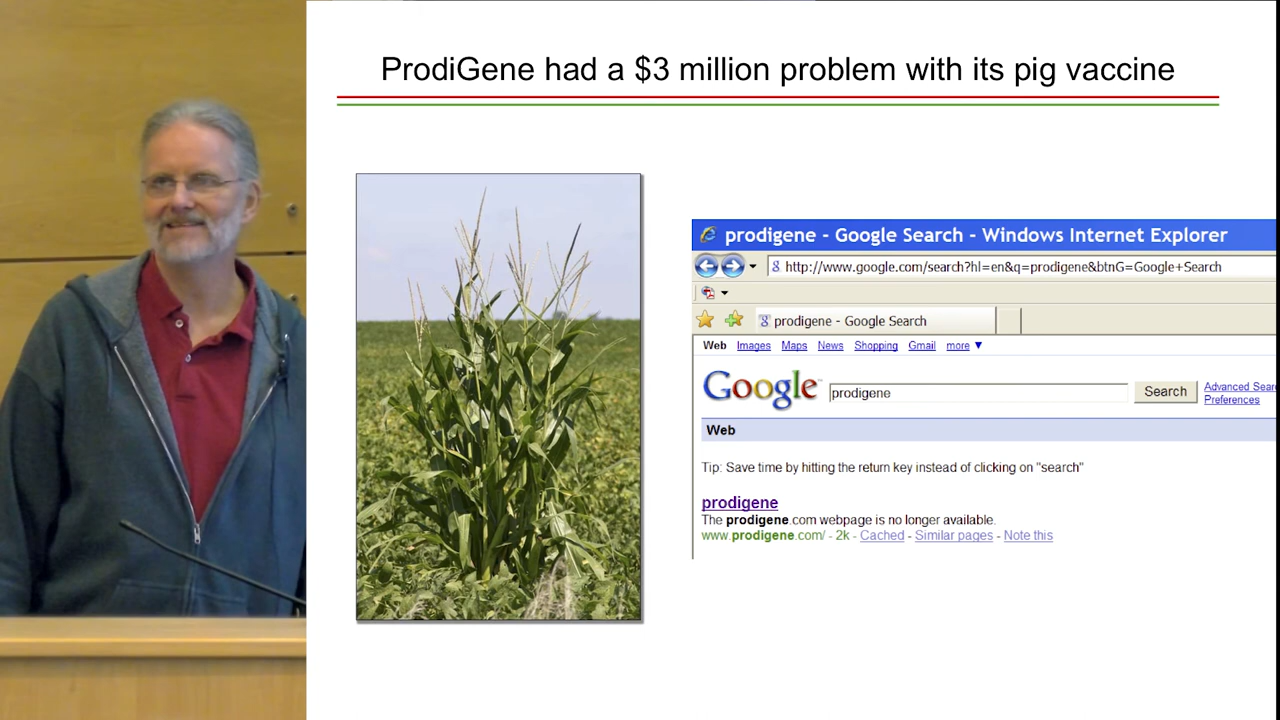 ProdiGene had a $3 million problem with its pig vaccine
prodigene - Google Search - Windows Internet Explorer
http://www.google.com/search?hl=en&q=prodigene&btnG=Google+Search
prodigene - Google Search
Web Images Maps News Shopping Gmail more ▼
Google™ prodigene Search Advanced Sear
Preferences
Web
Tip: Save time by hitting the return key instead of clicking on "search"
prodigene
The prodigene.com webpage is no longer available.
www.prodigene.com/ - 2k - Cached - Similar pages - Note this